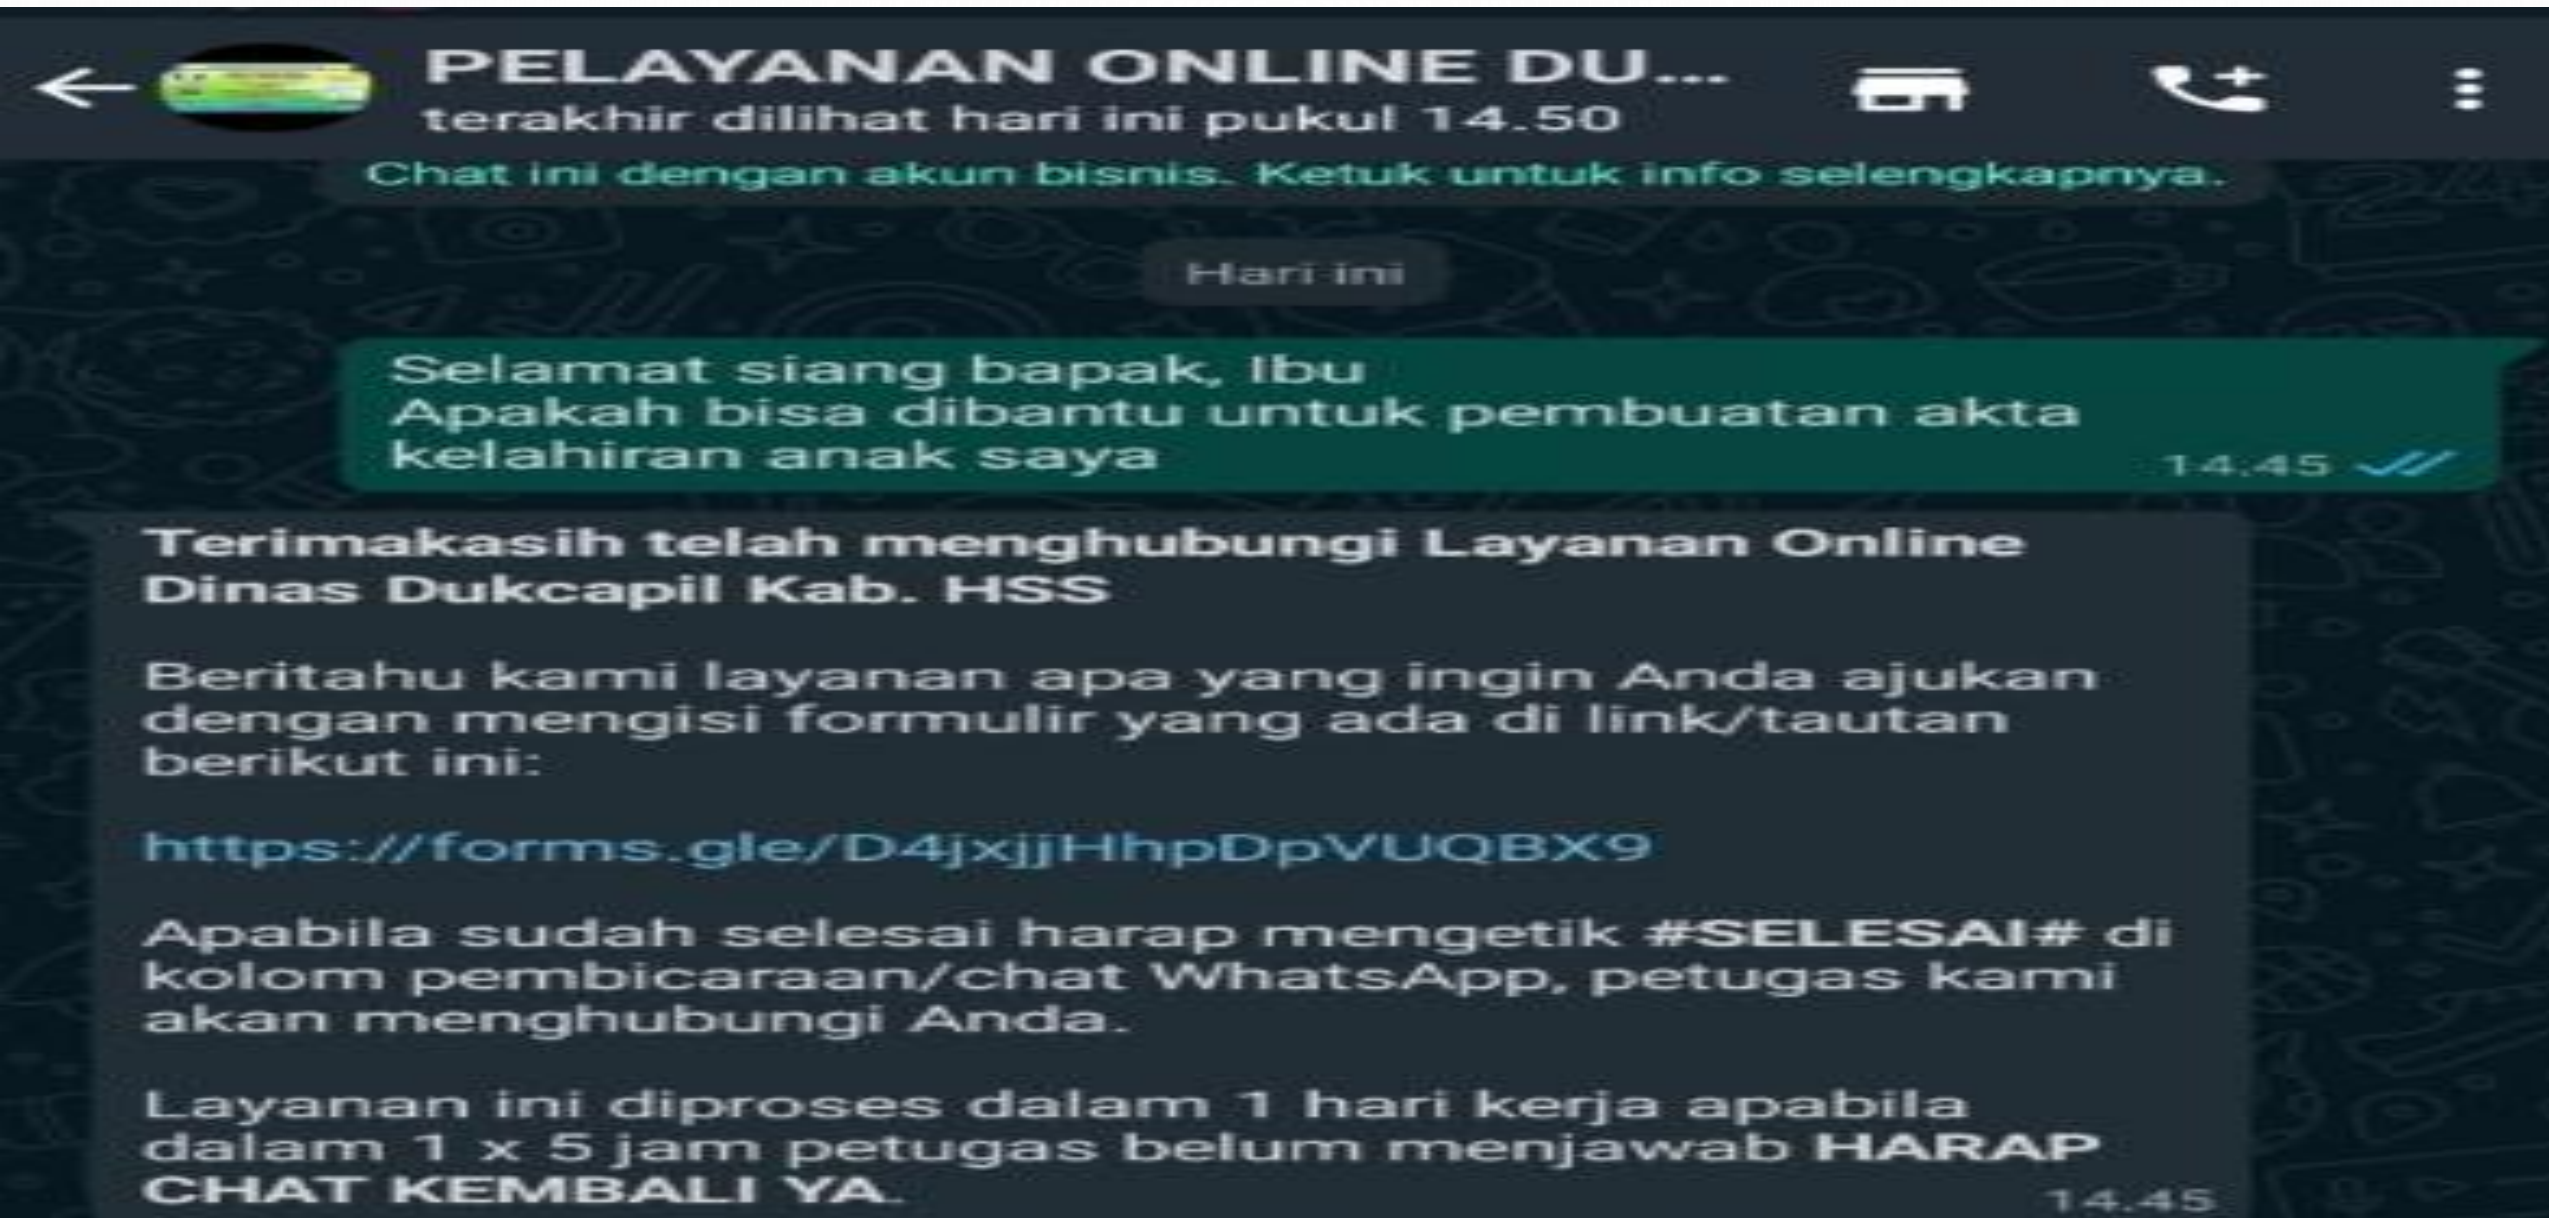 PELAYANAN ONLINE DU...
terakhir dilihat hari ini pukul 14.50
Chat ini dengan akun bisnis. Ketuk untuk info selengkapnya.
Hari ini
Selamat siang bapak, Ibu
Apakah bisa dibantu untuk pembuatan akta
kelahiran anak saya
14.45
Terimakasih telah menghubungi Layanan Online
Dinas Dukcapil Kab. HSS
Beritahu kami layanan apa yang ingin Anda ajukan
dengan mengisi formulir yang ada di link/tautan
berikut ini:
https://forms.gle/D4jxjjHhpDpVUQBX9
Apabila sudah selesai harap mengetik #SELESAI# di
kolom pembicaraan/chat WhatsApp, petugas kami
akan menghubungi Anda.
Layanan ini diproses dalam 1 hari kerja apabila
dalam 1 x 5 jam petugas belum menjawab HARAP
CHAT KEMBALI YA.
14.45